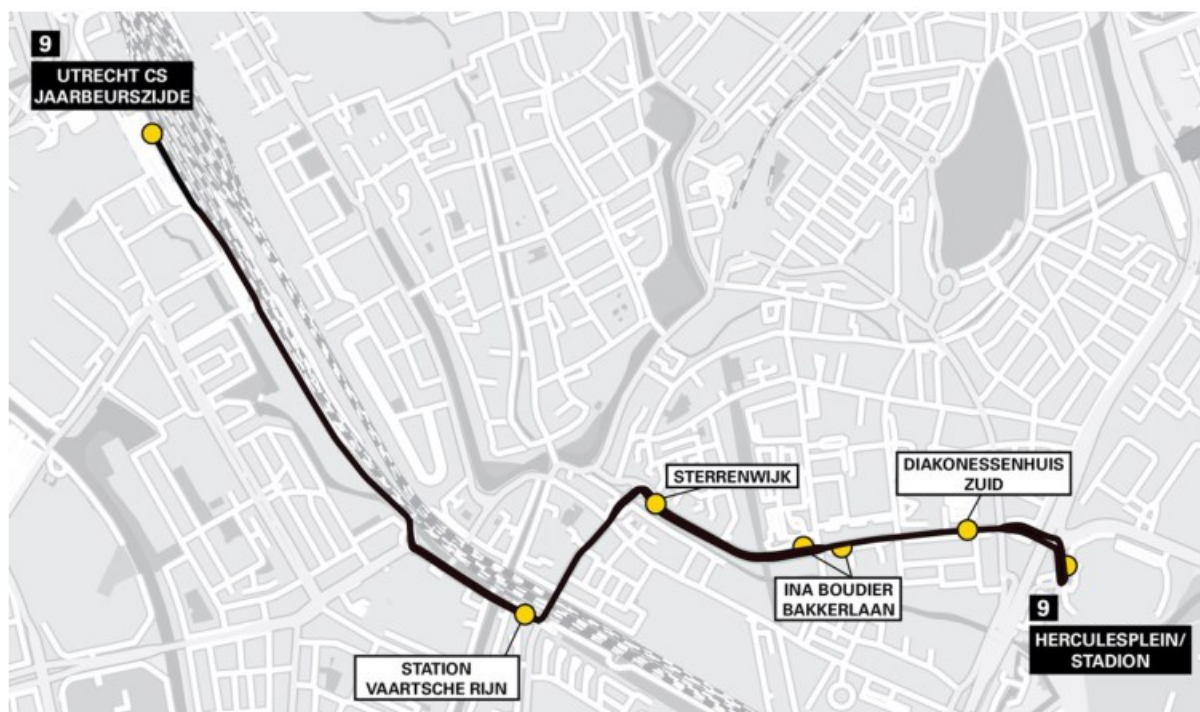 9
UTRECHT CS
JAARBEURSZIJDE
STERRENWIJK
DIAKONESSENHUIS
ZUID
INA BOUDIER
BAKKERLAAN
9
HERCULESPLEIN/
STADION
STATION
VAARTSCHE RIJN